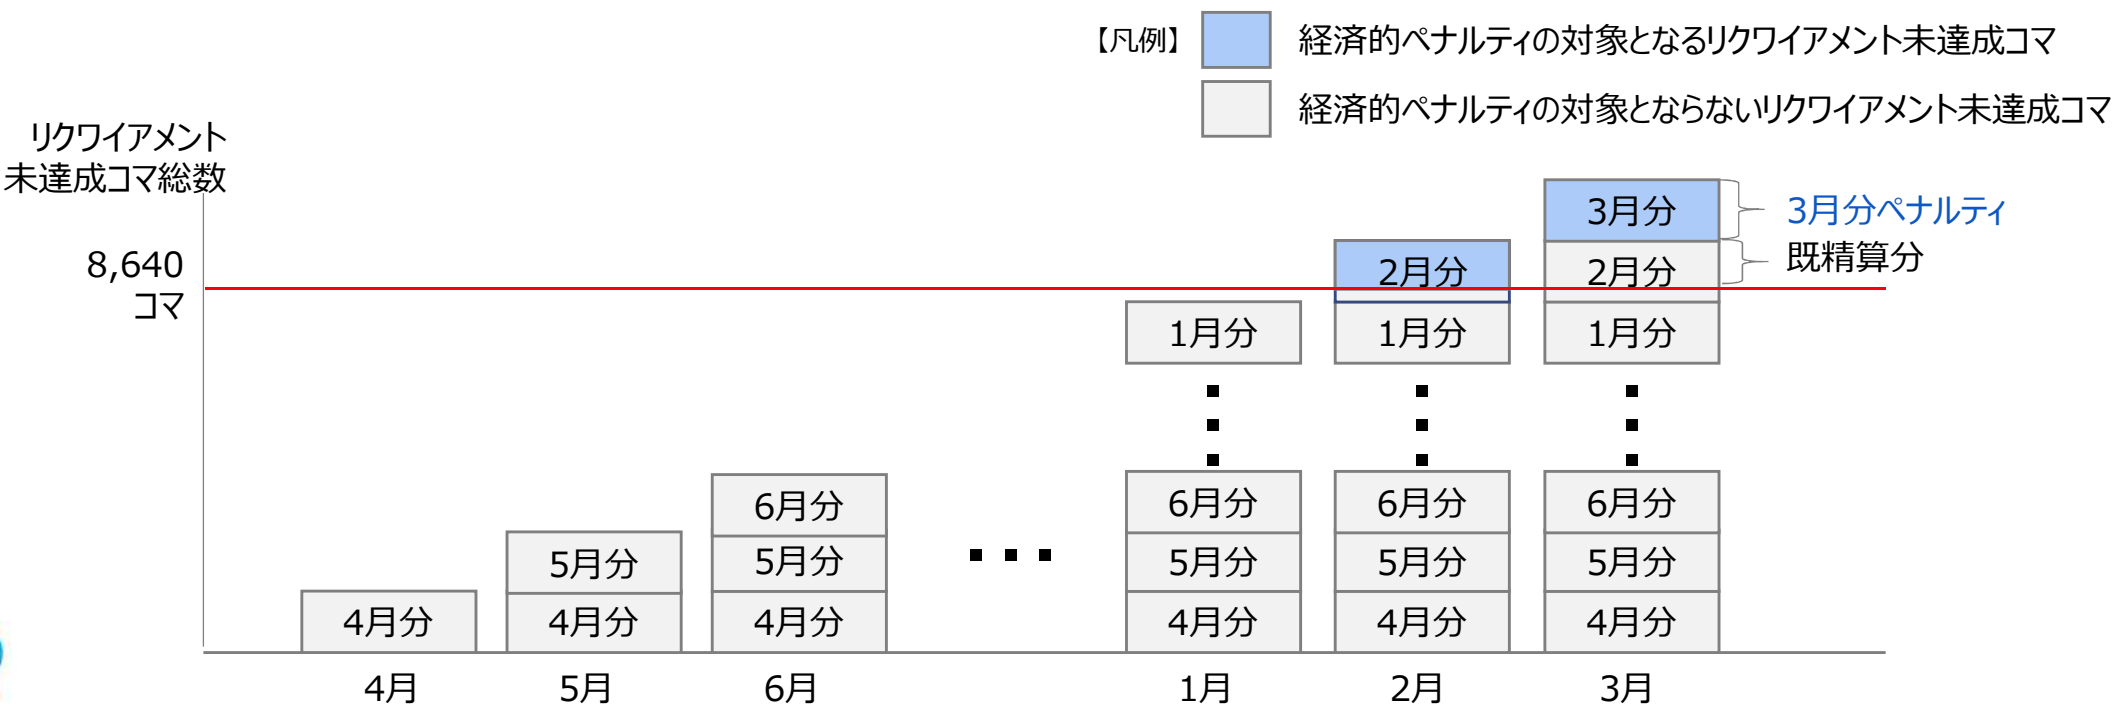 【凡例】
経済的ペナルティの対象となるリクワイアメント未達成コマ
経済的ペナルティの対象とならないリクワイアメント未達成コマ
リクワイアメント
未達成コマ総数
8,640
コマ
3月分
3月分ペナルティ
2月分
2月分
既精算分
1月分
1月分
1月分
6月分
6月分
6月分
6月分
5月分
5月分
5月分
5月分
5月分
4月分
4月分
4月分
4月分
4月分
4月分
4月
5月
6月
1月
2月
3月